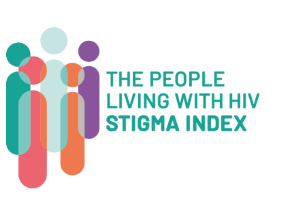 THE PEOPLE
LIVING WITH HIV
STIGMA INDEX